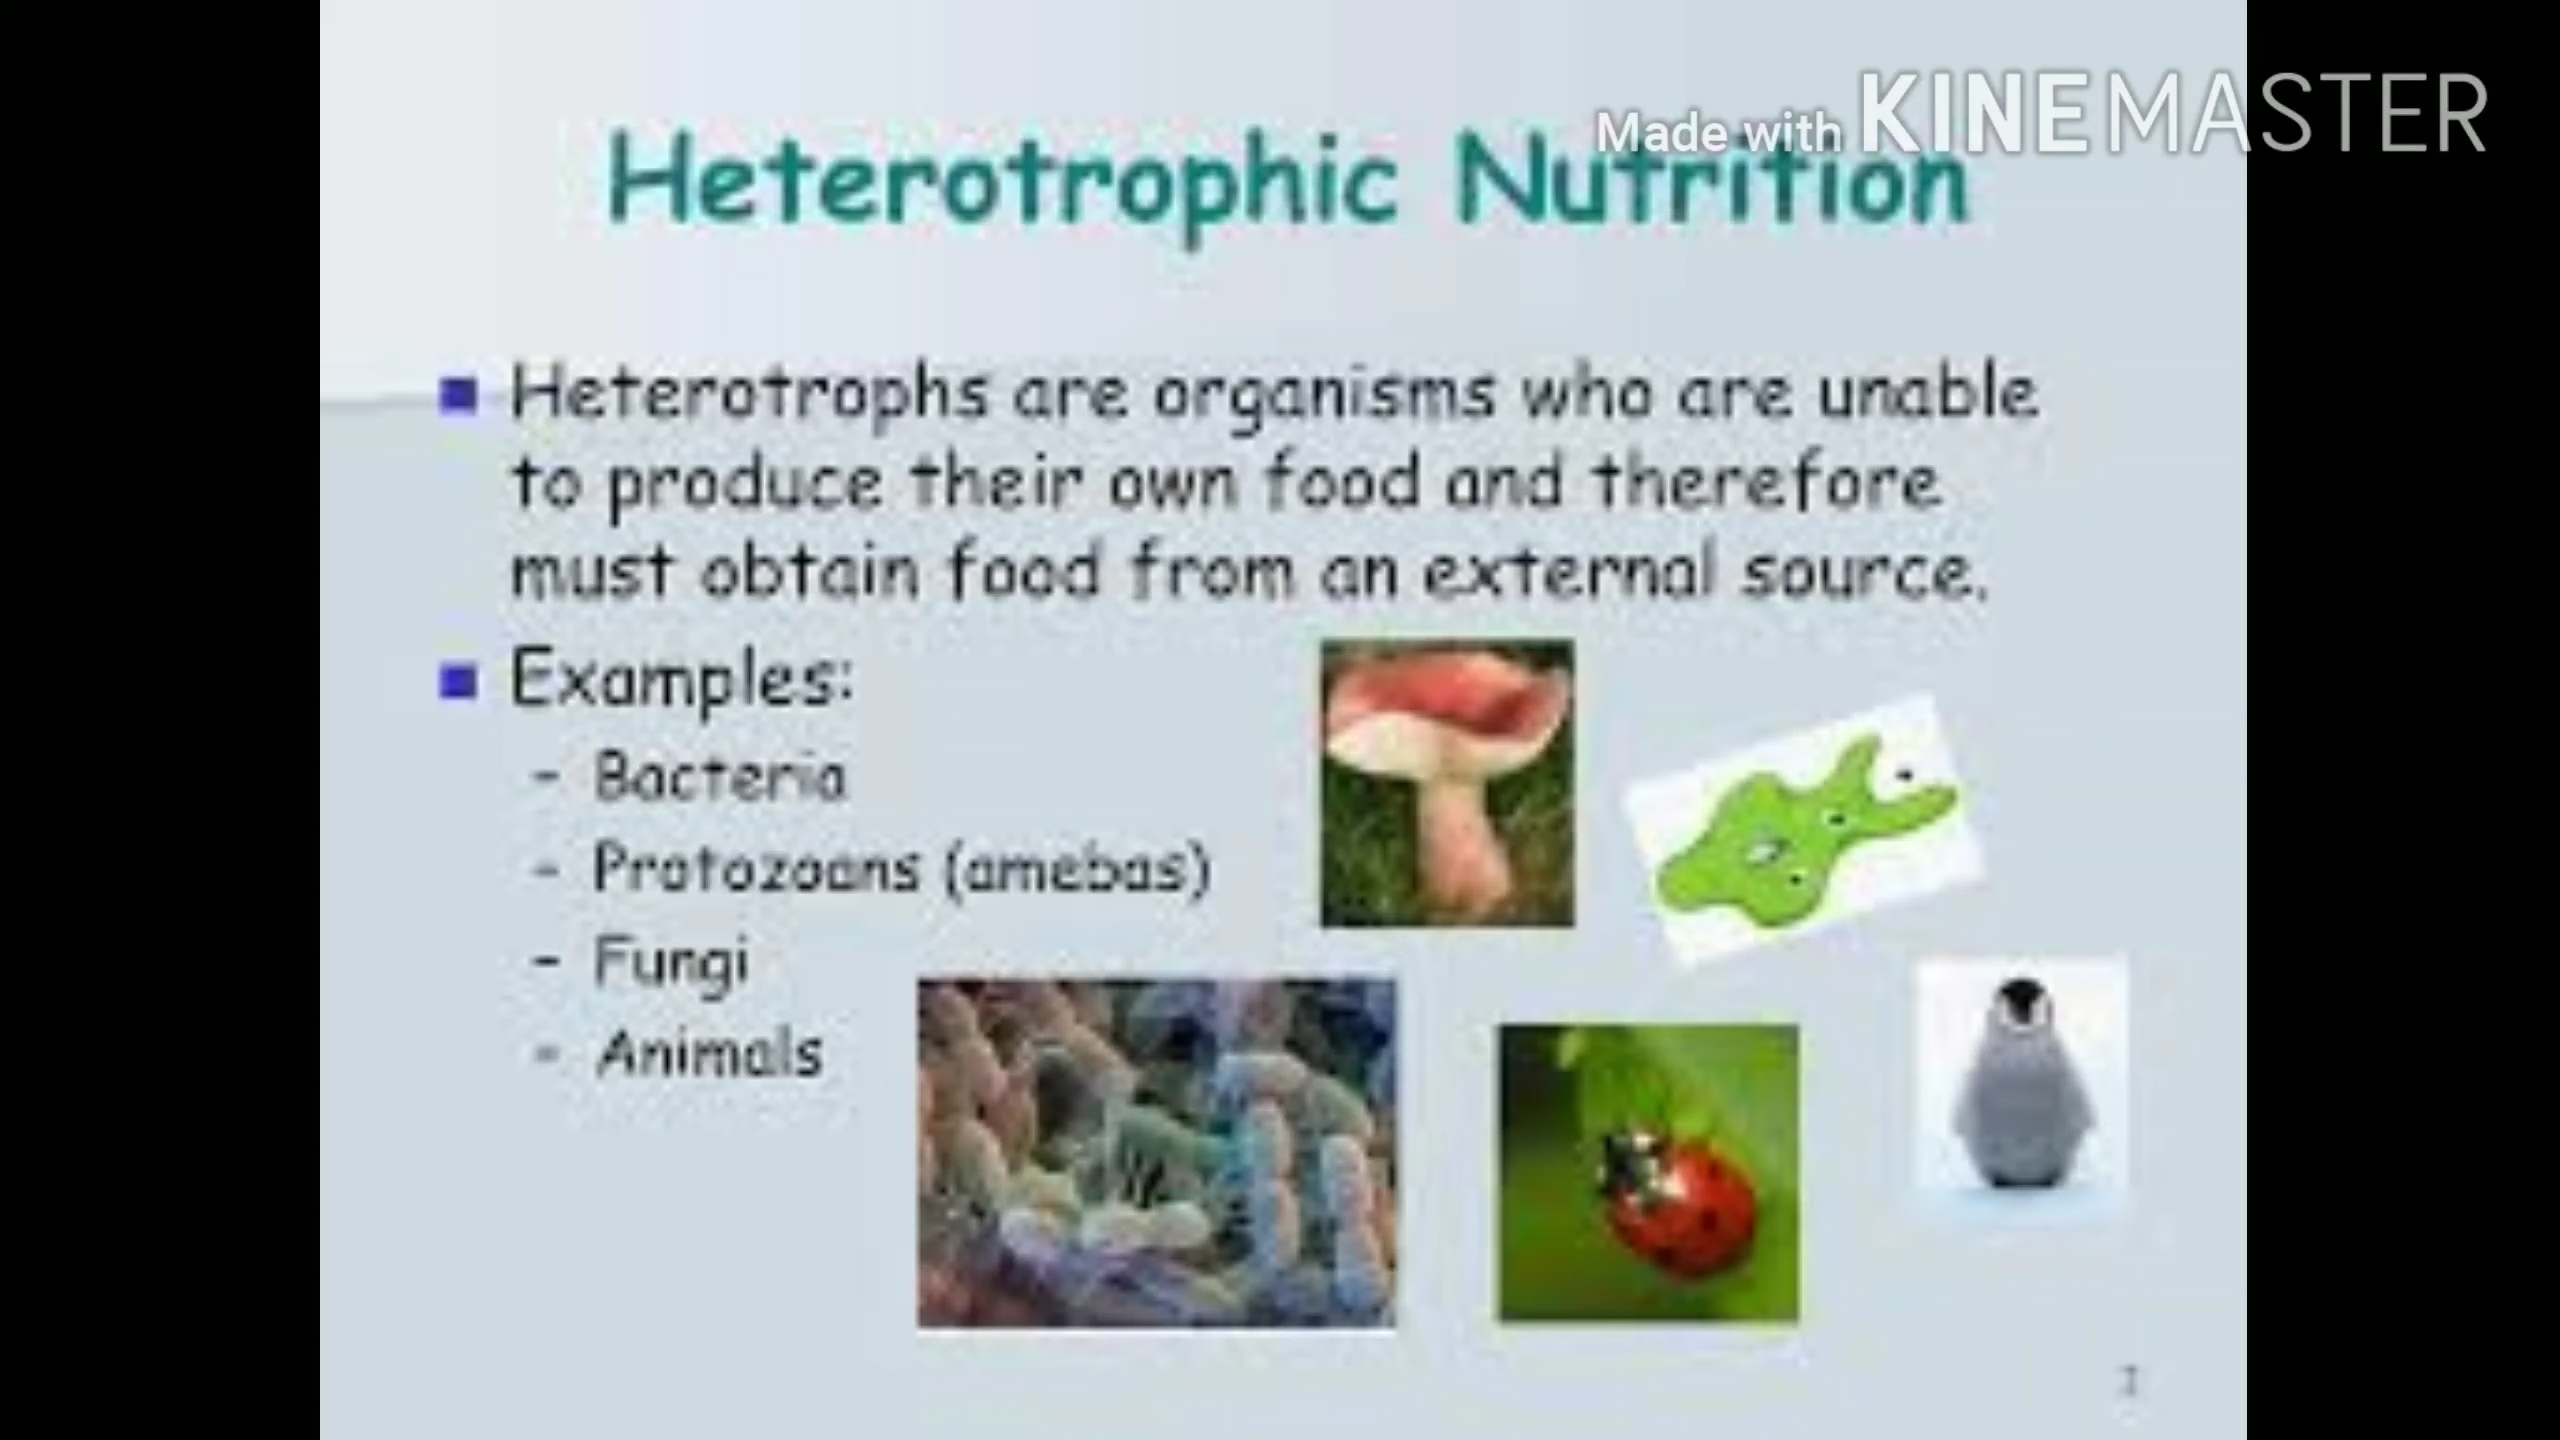 Made with KINEMASTER
Heterotrophic Nutrition
Heterotrophs are organisms who are unable
to produce their own food and therefore
must obtain food from an external source.
Examples:
- Bacteria
- Protozoans (amebas)
- Fungi
- Animals